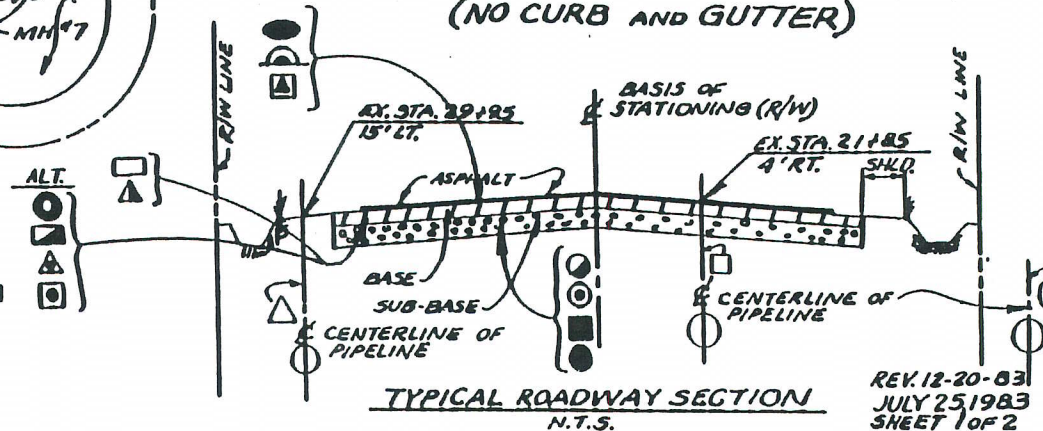 (NO CURB AND GUTTER)
MH#7
R/W LINE
BASIS OF
STATIONING (R/W)
R/W LINE
EX. STA. 29+95
15' LT.
EX. STA. 21+85
4' RT.
SHLD.
ALT.
ASPHALT
BASE
SUB-BASE
℄ CENTERLINE OF
PIPELINE
℄ CENTERLINE OF
PIPELINE
TYPICAL ROADWAY SECTION
N.T.S.
REV. 12-20-83
JULY 25, 1983
SHEET 1 OF 2